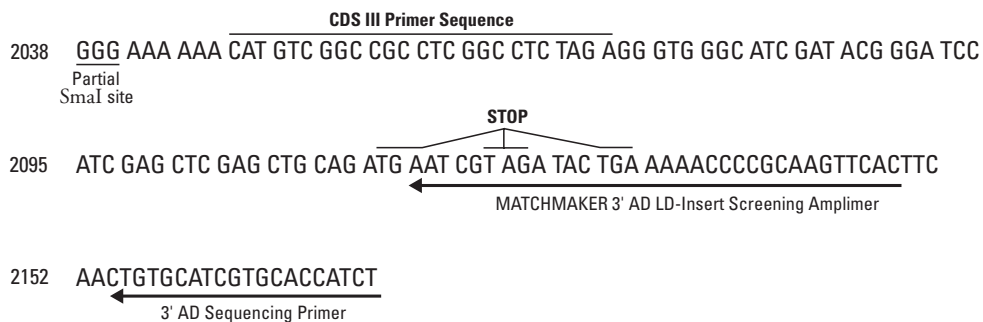 CDS III Primer Sequence
2038 GGG AAA AAA CAT GTC GGC CGC CTC GGC CTC TAG AGG GTG GGC ATC GAT ACG GGA TCC
Partial
SmaI site
STOP
2095 ATC GAG CTC GAG CTG CAG ATG AAT CGTAGA TAC TGA AAAACCCCGCAAGTTCACTTC
MATCHMAKER 3' AD LD-Insert Screening Amplimer
2152 AACTGTGCATCGTGCACCATCT
3' AD Sequencing Primer